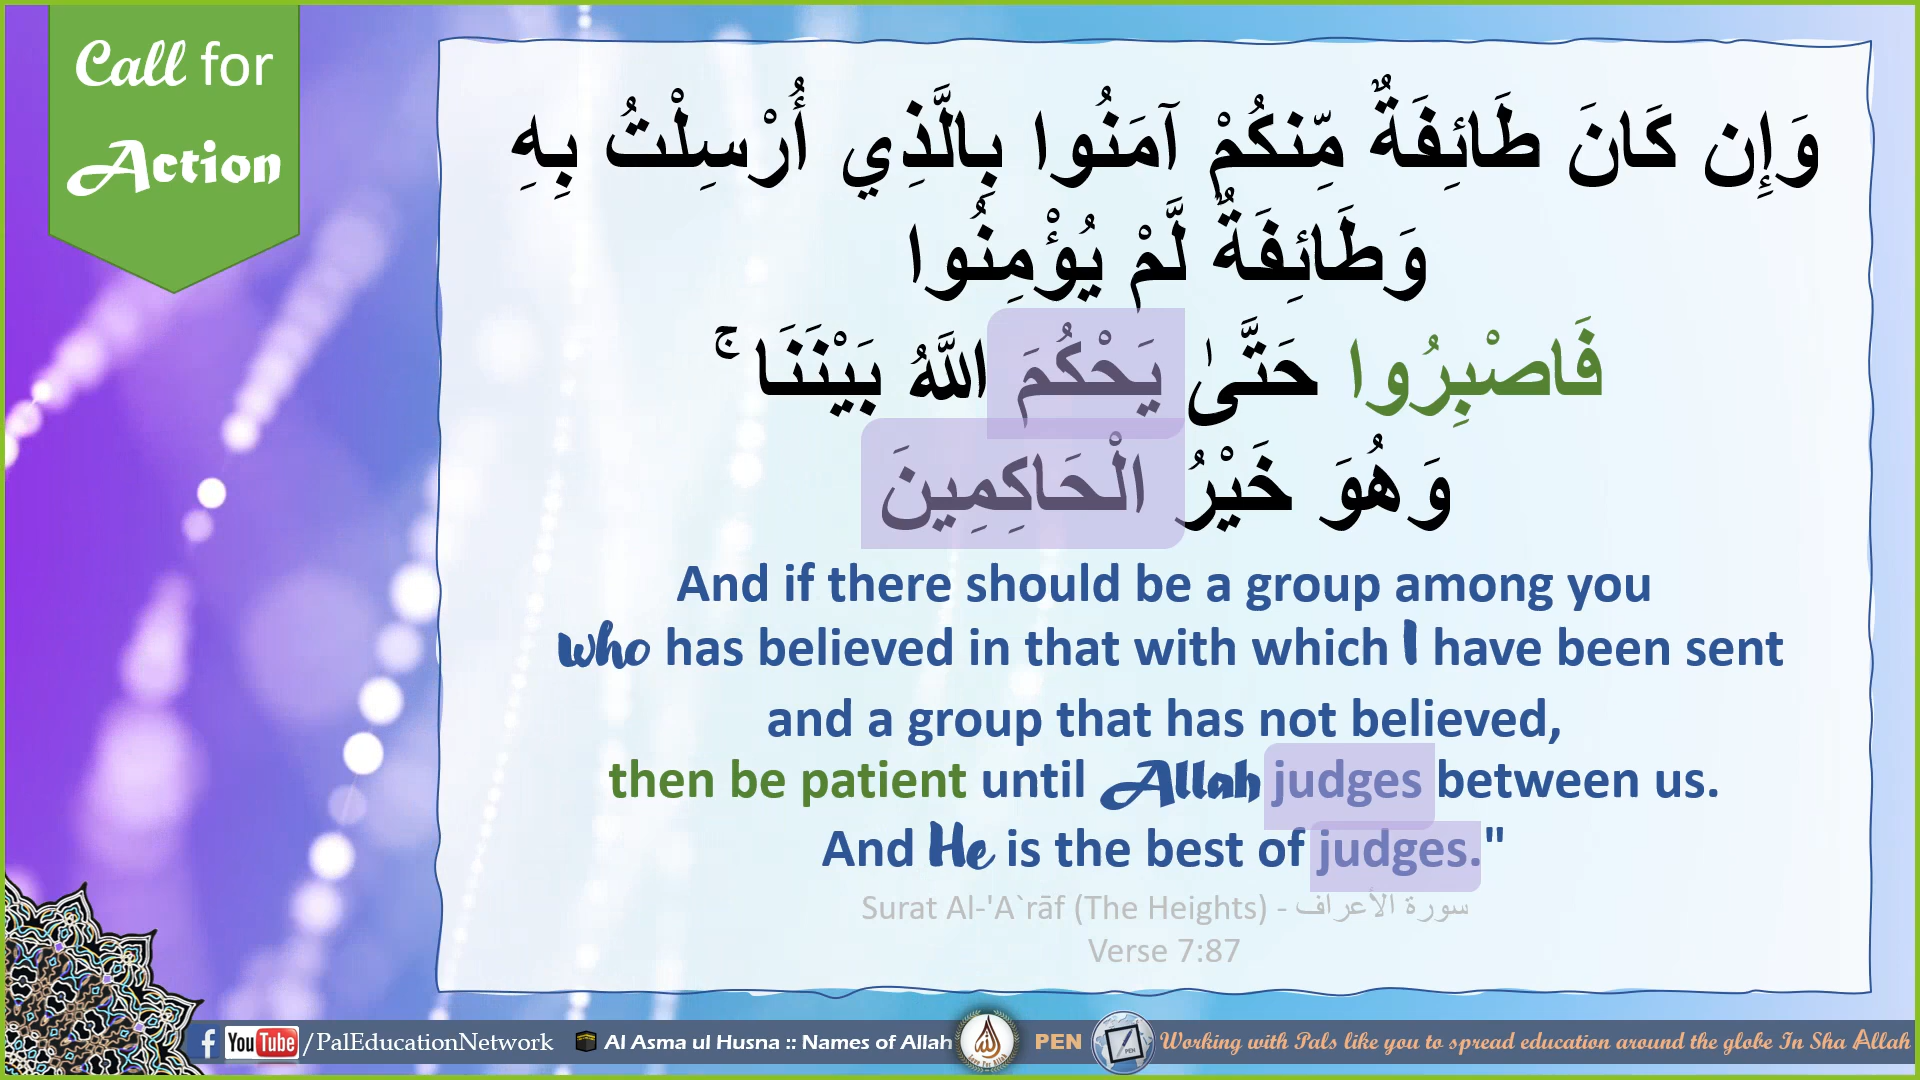 Call for
Action
وَإِن كَانَ طَائِفَةٌ مِّنكُمْ آمَنُوا بِالَّذِي أُرْسِلْتُ بِهِ
وَطَائِفَةٌ لَّمْ يُؤْمِنُوا
فَاصْبِرُوا حَتَّىٰ يَحْكُمَ اللَّهُ بَيْنَنَا ۚ
وَهُوَ خَيْرُ الْحَاكِمِينَ
And if there should be a group among you
who has believed in that with which I have been sent
and a group that has not believed,
then be patient until Allah judges between us.
And He is the best of judges."
Surat Al-'A`rāf (The Heights) - سورة الأعراف
Verse 7:87
f YouTube /PalEducationNetwork Al Asma ul Husna :: Names of Allah PEN Working with Pals like you to spread education around the globe In Sha Allah